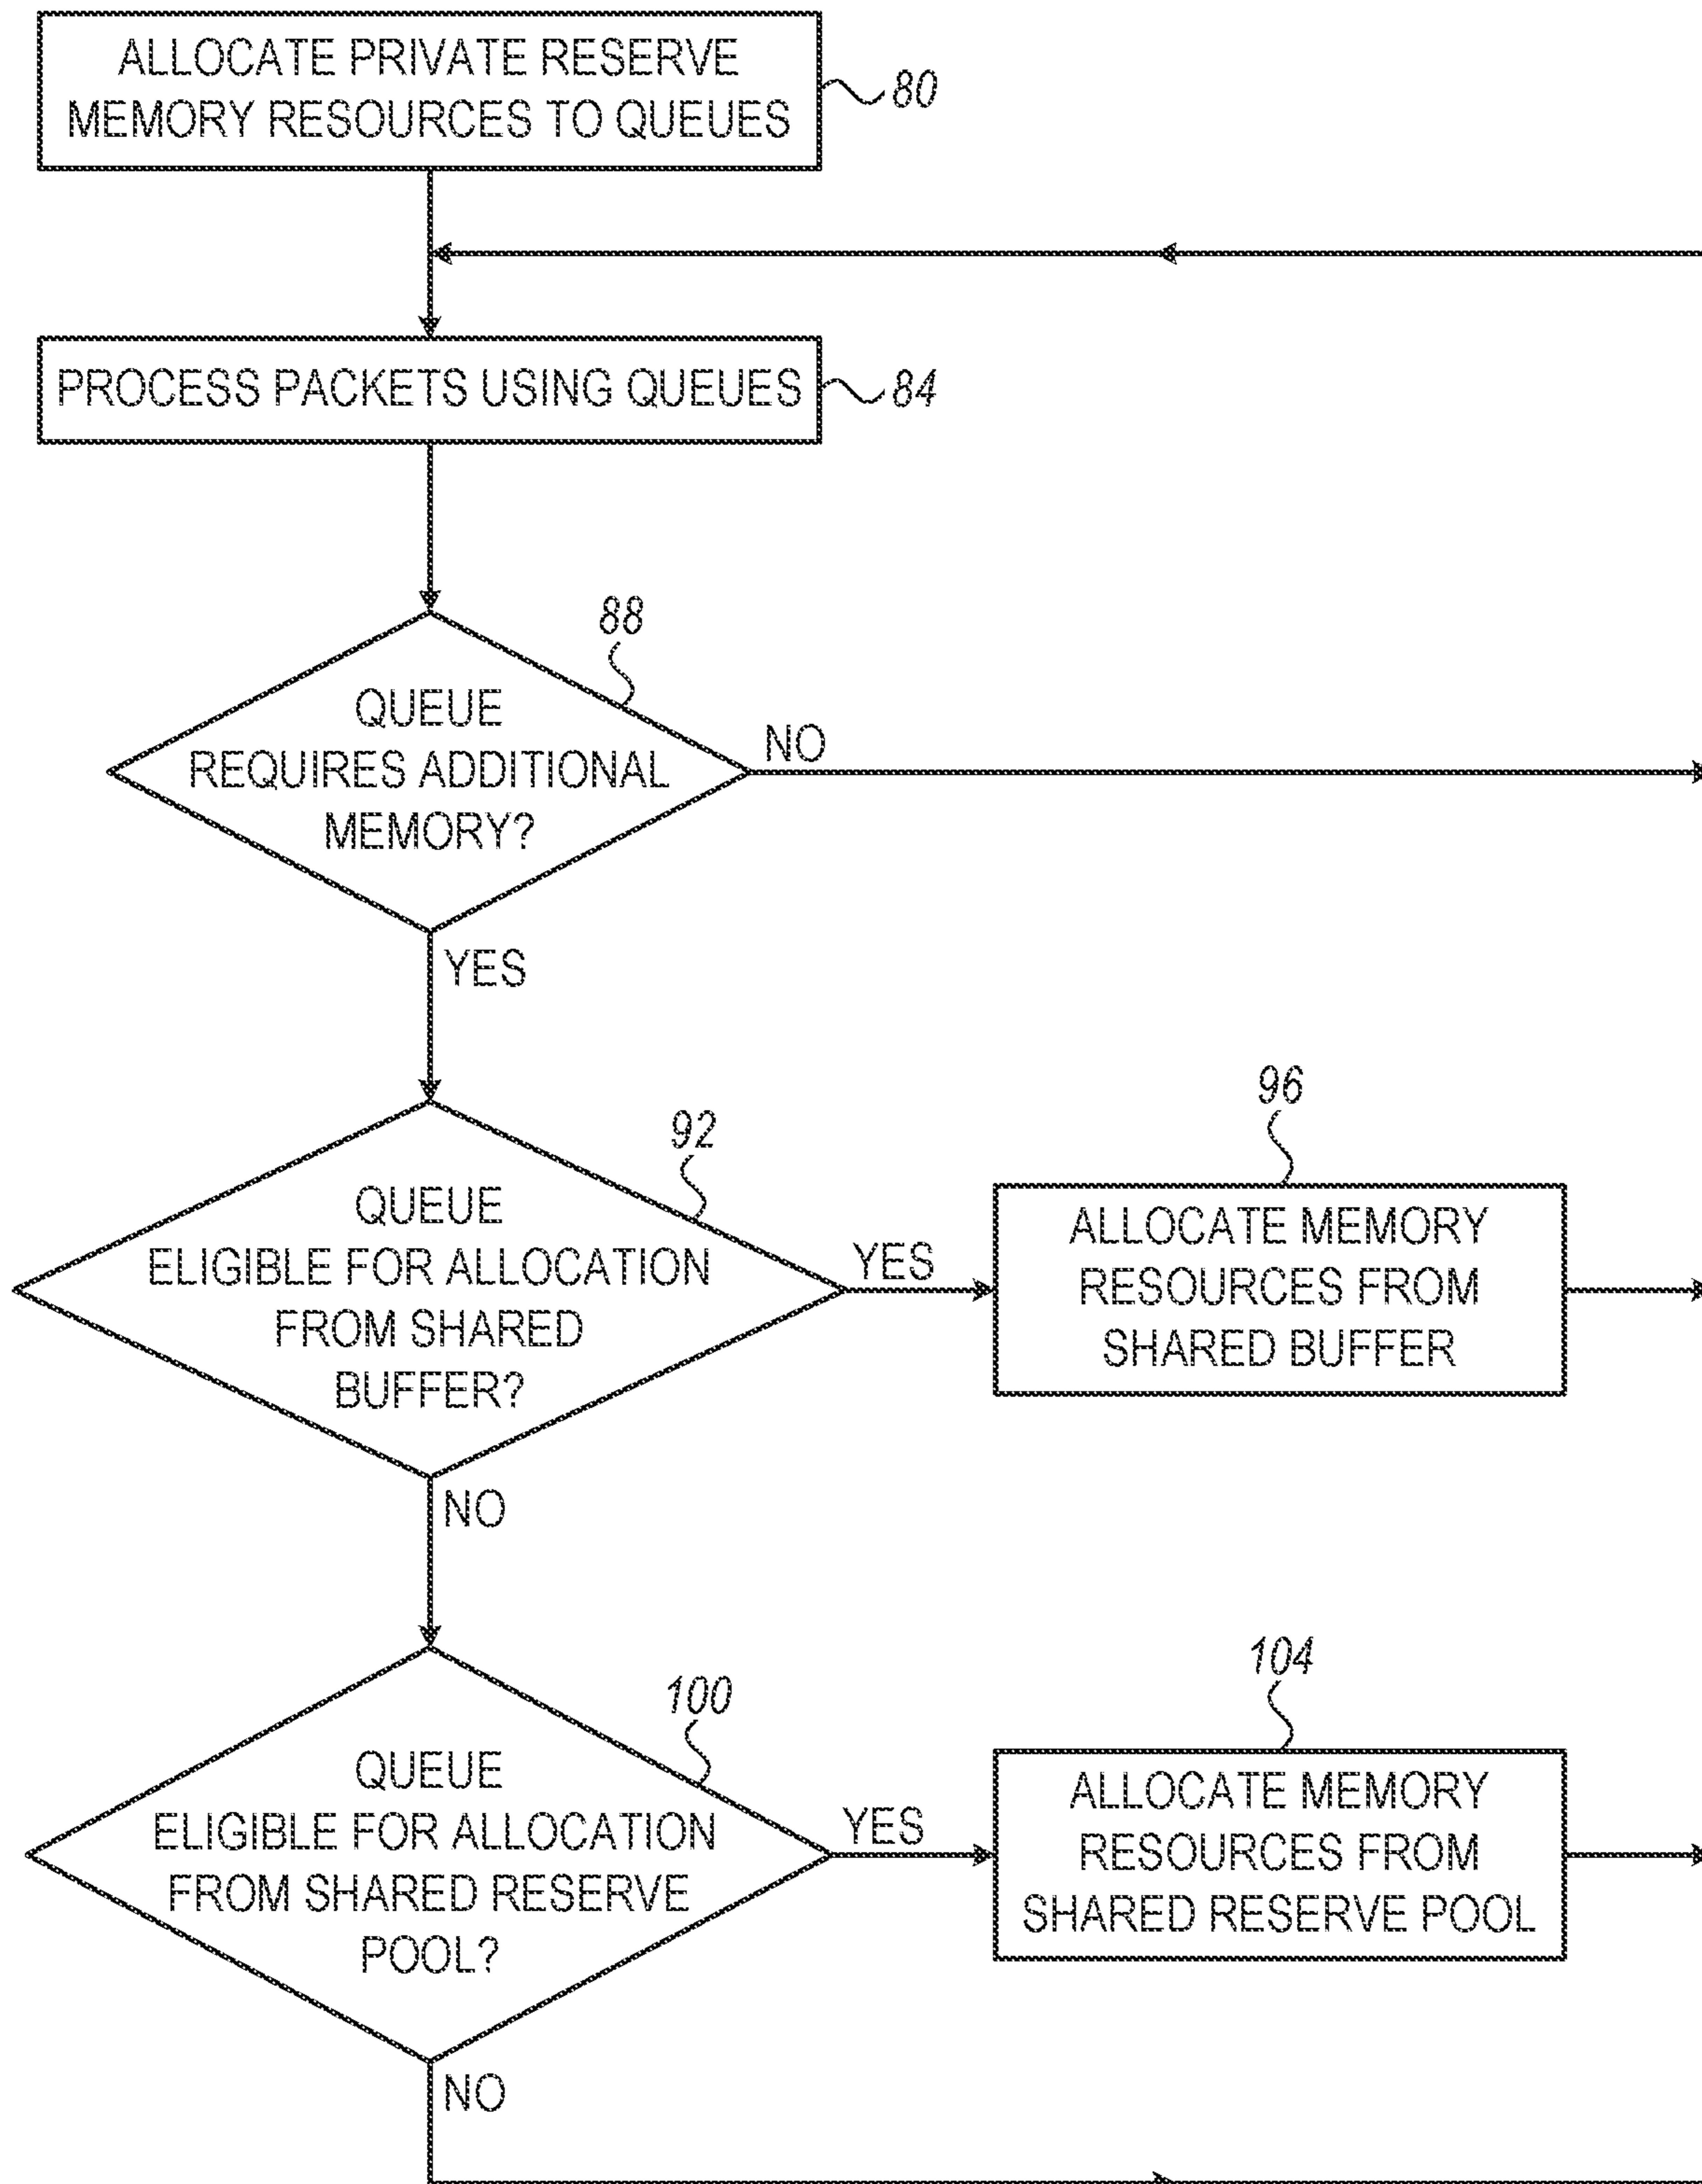 ALLOCATE PRIVATE RESERVE
MEMORY RESOURCES TO QUEUES
80
PROCESS PACKETS USING QUEUES
84
88
QUEUE
REQUIRES ADDITIONAL
MEMORY?
NO
YES
92
QUEUE
ELIGIBLE FOR ALLOCATION
FROM SHARED
BUFFER?
YES
96
ALLOCATE MEMORY
RESOURCES FROM
SHARED BUFFER
NO
100
QUEUE
ELIGIBLE FOR ALLOCATION
FROM SHARED RESERVE
POOL?
YES
104
ALLOCATE MEMORY
RESOURCES FROM
SHARED RESERVE POOL
NO